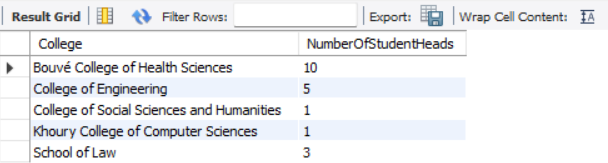 Result Grid Filter Rows: Export: Wrap Cell Content: IA
College NumberOfStudentHeads
Bouvé College of Health Sciences 10
College of Engineering 5
College of Social Sciences and Humanities 1
Khoury College of Computer Sciences 1
School of Law 3